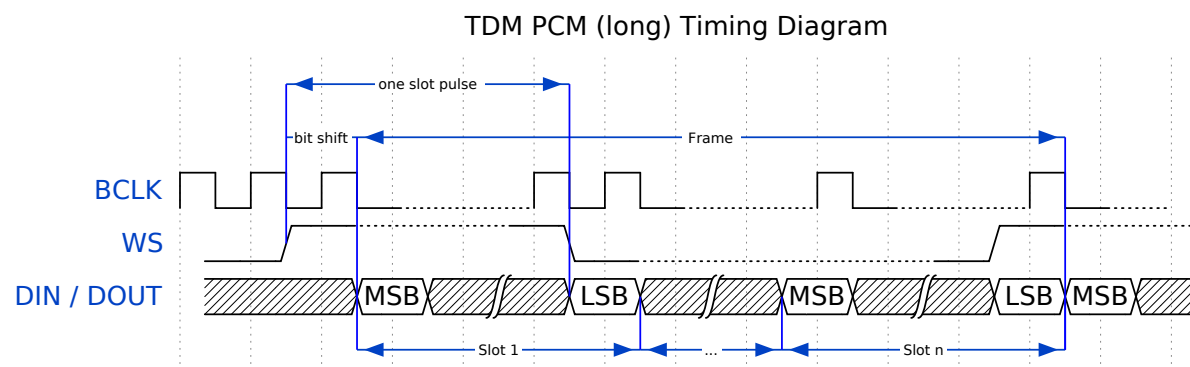 TDM PCM (long) Timing Diagram
one slot pulse
bit shift
Frame
BCLK
WS
DIN / DOUT
MSB
LSB
MSB
LSB
MSB
Slot 1
...
Slot n